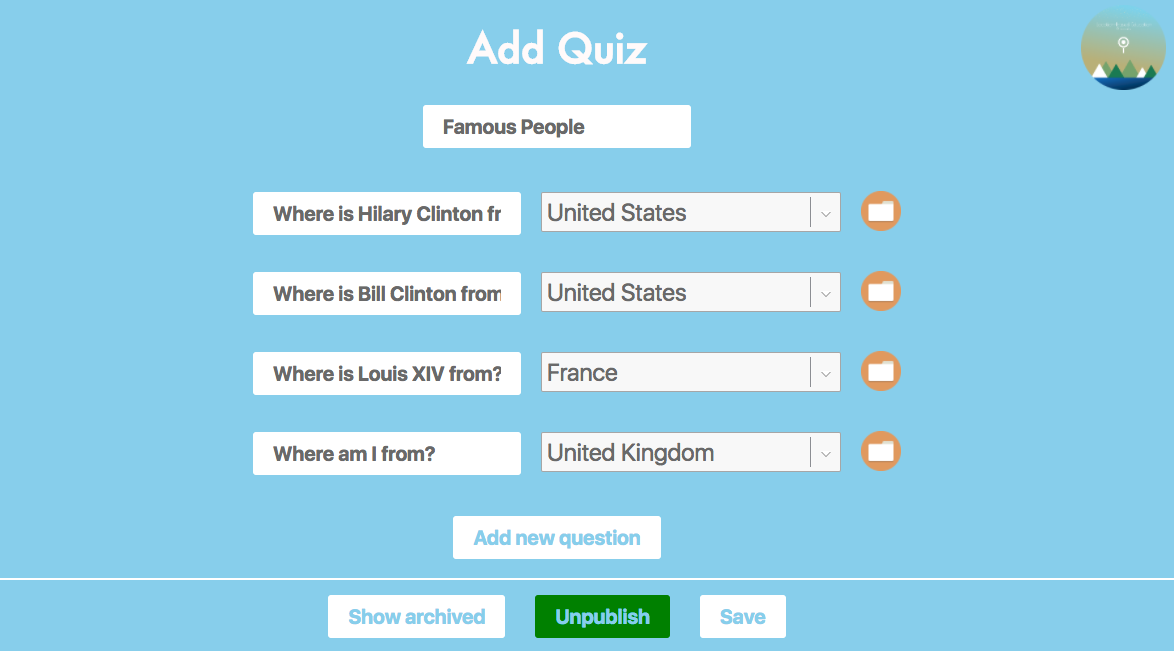 Add Quiz
Famous People
Where is Hilary Clinton fr
United States
Where is Bill Clinton from
United States
Where is Louis XIV from?
France
Where am I from?
United Kingdom
Add new question
Show archived
Unpublish
Save